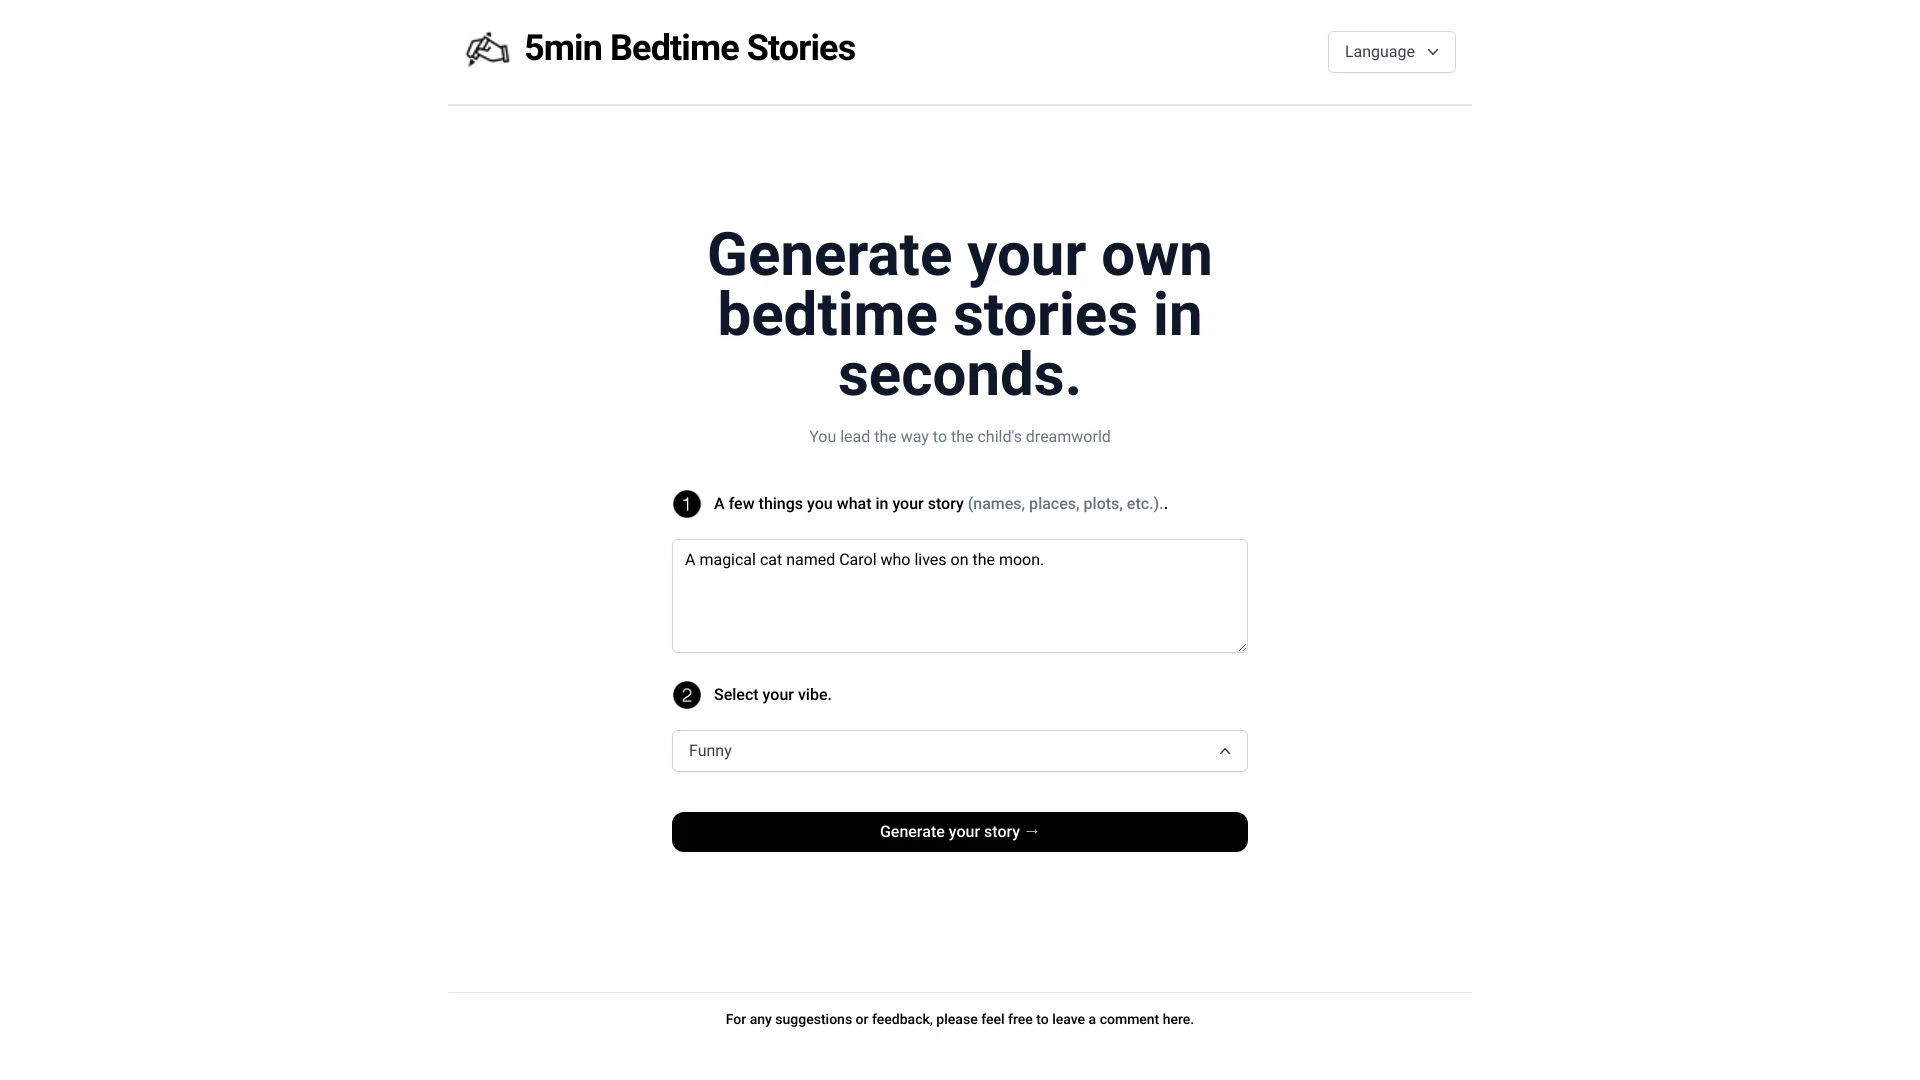 5min Bedtime Stories
Language
Generate your own
bedtime stories in
seconds.
You lead the way to the child's dreamworld
1 A few things you what in your story (names, places, plots, etc.)..
A magical cat named Carol who lives on the moon.
2 Select your vibe.
Funny
Generate your story →
For any suggestions or feedback, please feel free to leave a comment here.